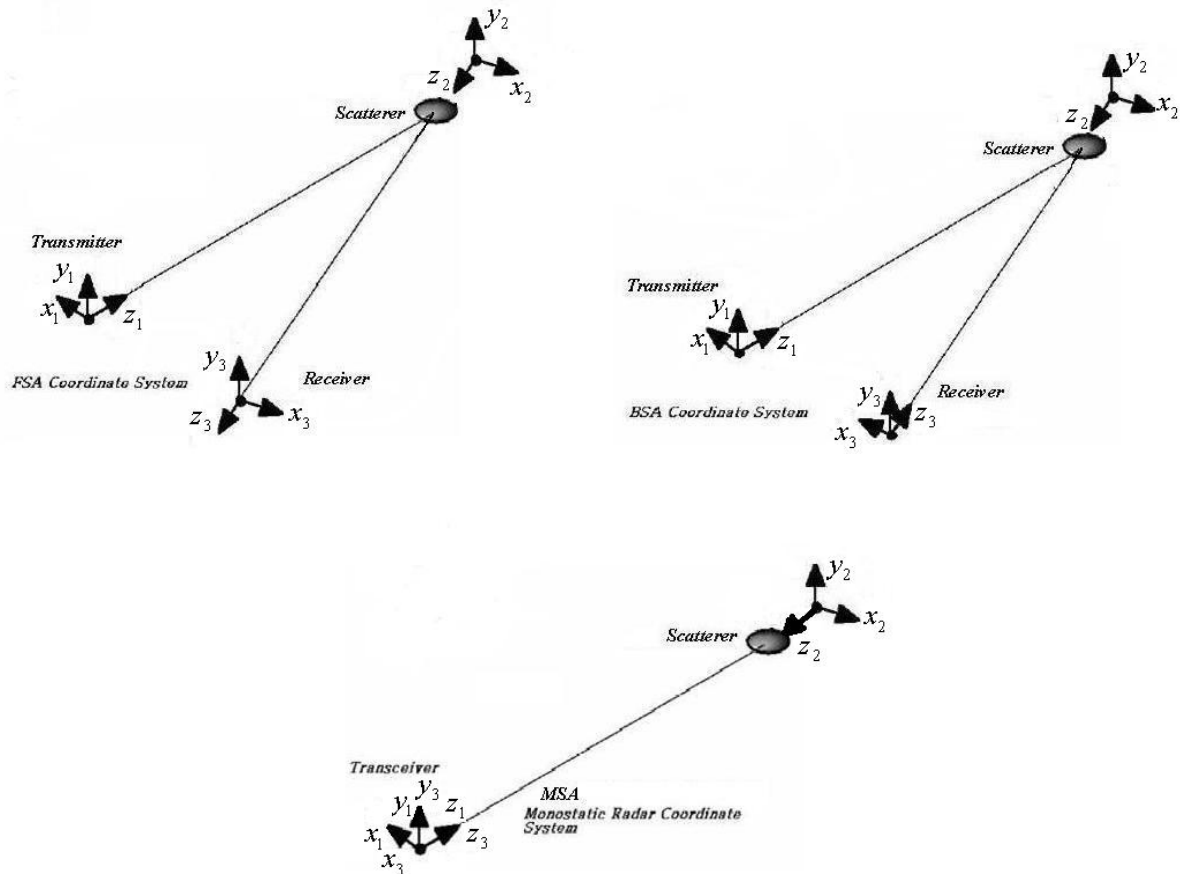 y₂
z₂
x₂
Scatterer
Transmitter
y₁
x₁
z₁
FSA Coordinate System
y₃
Receiver
z₃
x₃
y₂
x₂
z₂
Scatterer
Transmitter
y₁
x₁
z₁
BSA Coordinate System
y₃
Receiver
z₃
x₃
y₂
Scatterer
x₂
z₂
Transceiver
y₃
y₁
z₁
x₁
z₃
x₃
MSA
Monostatic Radar Coordinate
System